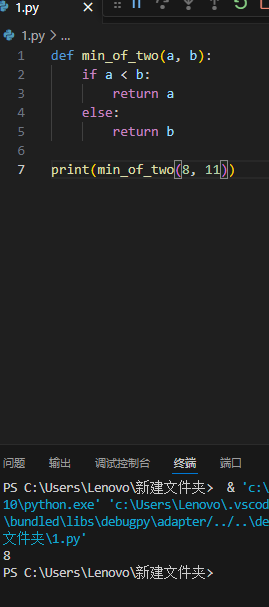 1.py
1.py > ...
1 def min_of_two(a, b):
2 if a < b:
3 return a
4 else:
5 return b
6
7 print(min_of_two(8, 11))
问题 输出 调试控制台 终端 端口
PS C:\Users\Lenovo\新建文件夹> & 'c:\
10\python.exe' 'c:\Users\Lenovo\.vscod
\bundled\libs\debugpy\adapter/../..\de
文件夹\1.py'
8
PS C:\Users\Lenovo\新建文件夹>